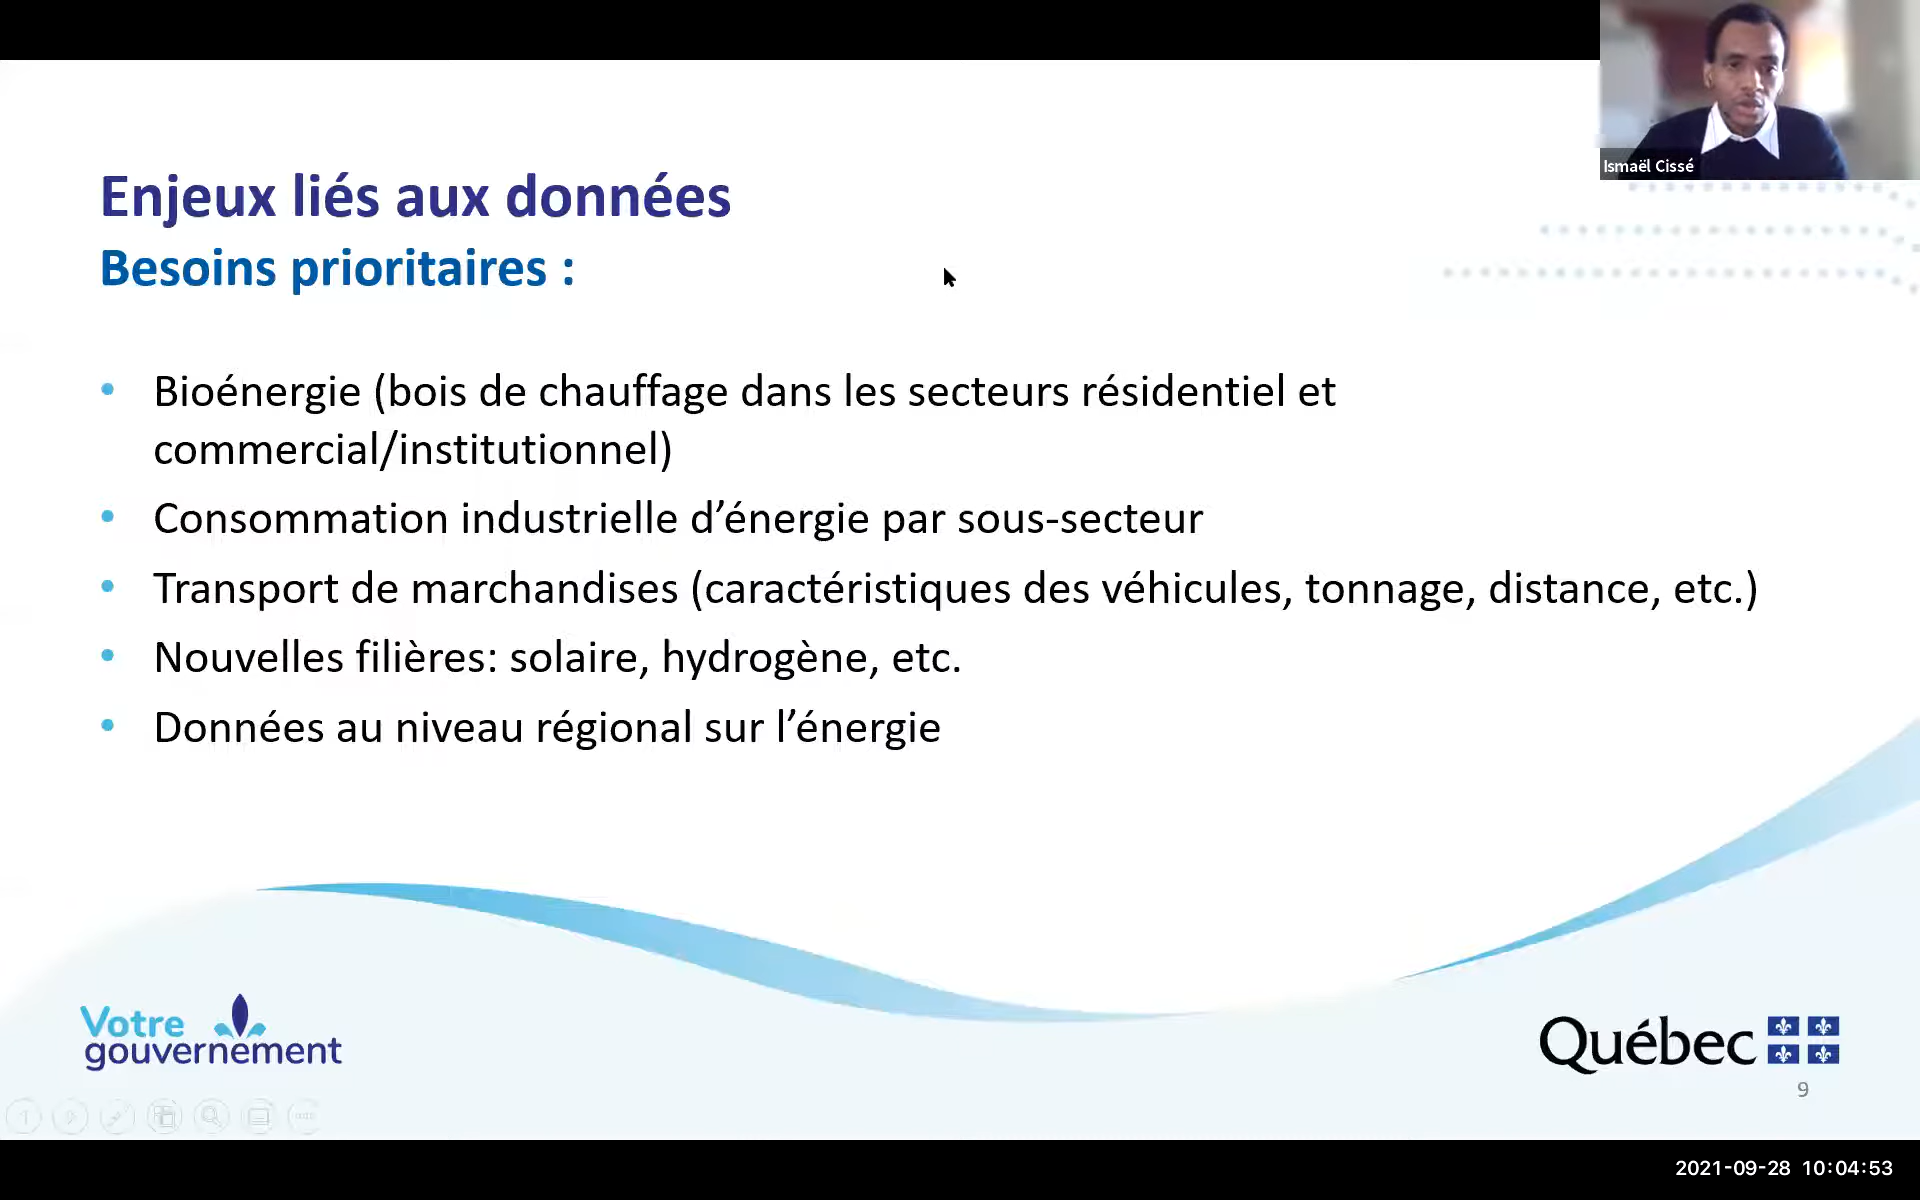 Ismaël Cissé
Enjeux liés aux données
Besoins prioritaires :
• Bioénergie (bois de chauffage dans les secteurs résidentiel et
commercial/institutionnel)
• Consommation industrielle d’énergie par sous-secteur
• Transport de marchandises (caractéristiques des véhicules, tonnage, distance, etc.)
• Nouvelles filières: solaire, hydrogène, etc.
• Données au niveau régional sur l’énergie
Votre
gouvernement
Québec
9
2021-09-28 10:04:53